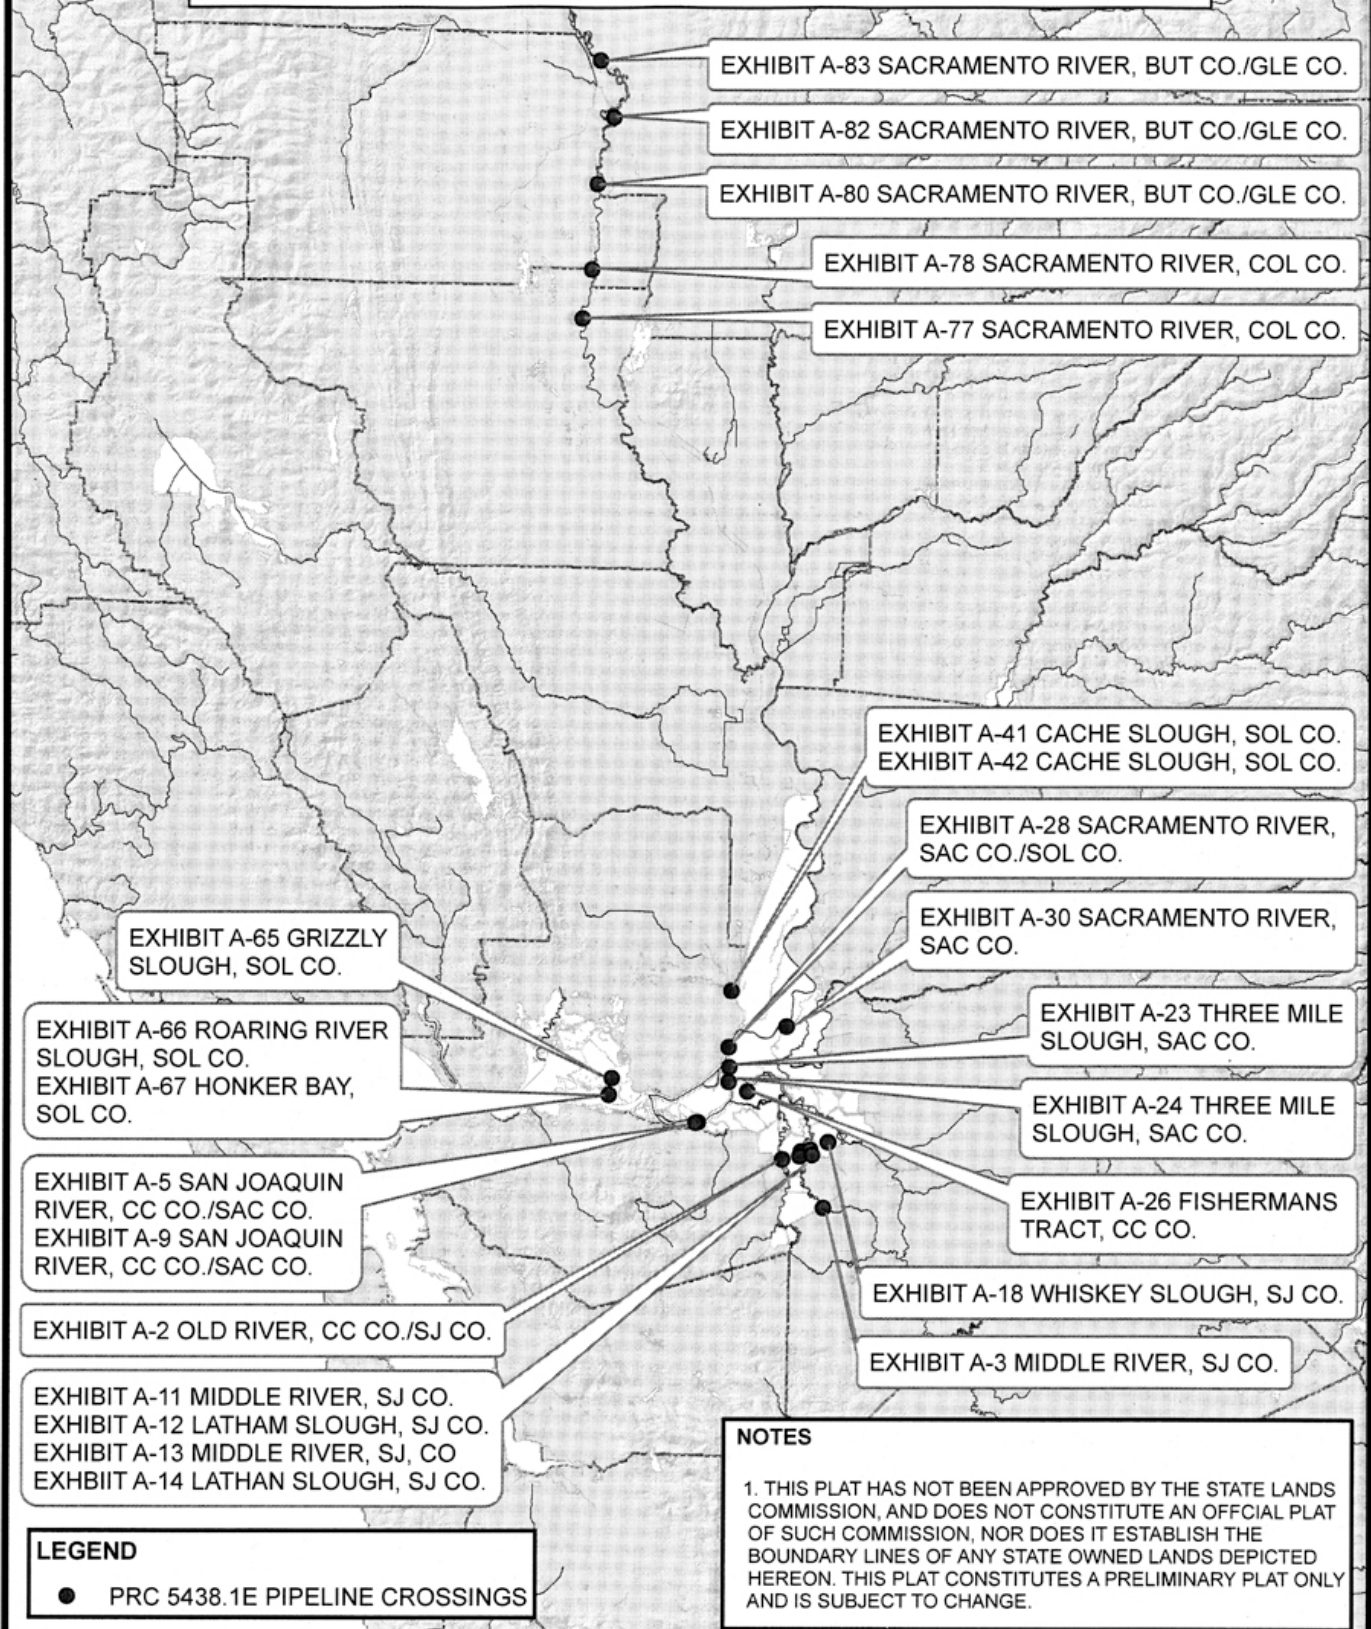 EXHIBIT A-83 SACRAMENTO RIVER, BUT CO./GLE CO.
EXHIBIT A-82 SACRAMENTO RIVER, BUT CO./GLE CO.
EXHIBIT A-80 SACRAMENTO RIVER, BUT CO./GLE CO.
EXHIBIT A-78 SACRAMENTO RIVER, COL CO.
EXHIBIT A-77 SACRAMENTO RIVER, COL CO.
EXHIBIT A-41 CACHE SLOUGH, SOL CO.
EXHIBIT A-42 CACHE SLOUGH, SOL CO.
EXHIBIT A-28 SACRAMENTO RIVER,
SAC CO./SOL CO.
EXHIBIT A-30 SACRAMENTO RIVER,
SAC CO.
EXHIBIT A-23 THREE MILE
SLOUGH, SAC CO.
EXHIBIT A-24 THREE MILE
SLOUGH, SAC CO.
EXHIBIT A-26 FISHERMANS
TRACT, CC CO.
EXHIBIT A-18 WHISKEY SLOUGH, SJ CO.
EXHIBIT A-3 MIDDLE RIVER, SJ CO.
EXHIBIT A-65 GRIZZLY
SLOUGH, SOL CO.
EXHIBIT A-66 ROARING RIVER
SLOUGH, SOL CO.
EXHIBIT A-67 HONKER BAY,
SOL CO.
EXHIBIT A-5 SAN JOAQUIN
RIVER, CC CO./SAC CO.
EXHIBIT A-9 SAN JOAQUIN
RIVER, CC CO./SAC CO.
EXHIBIT A-2 OLD RIVER, CC CO./SJ CO.
EXHIBIT A-11 MIDDLE RIVER, SJ CO.
EXHIBIT A-12 LATHAM SLOUGH, SJ CO.
EXHIBIT A-13 MIDDLE RIVER, SJ, CO
EXHBIIT A-14 LATHAN SLOUGH, SJ CO.
LEGEND
PRC 5438.1E PIPELINE CROSSINGS
NOTES
1. THIS PLAT HAS NOT BEEN APPROVED BY THE STATE LANDS
COMMISSION, AND DOES NOT CONSTITUTE AN OFFCIAL PLAT
OF SUCH COMMISSION, NOR DOES IT ESTABLISH THE
BOUNDARY LINES OF ANY STATE OWNED LANDS DEPICTED
HEREON. THIS PLAT CONSTITUTES A PRELIMINARY PLAT ONLY
AND IS SUBJECT TO CHANGE.